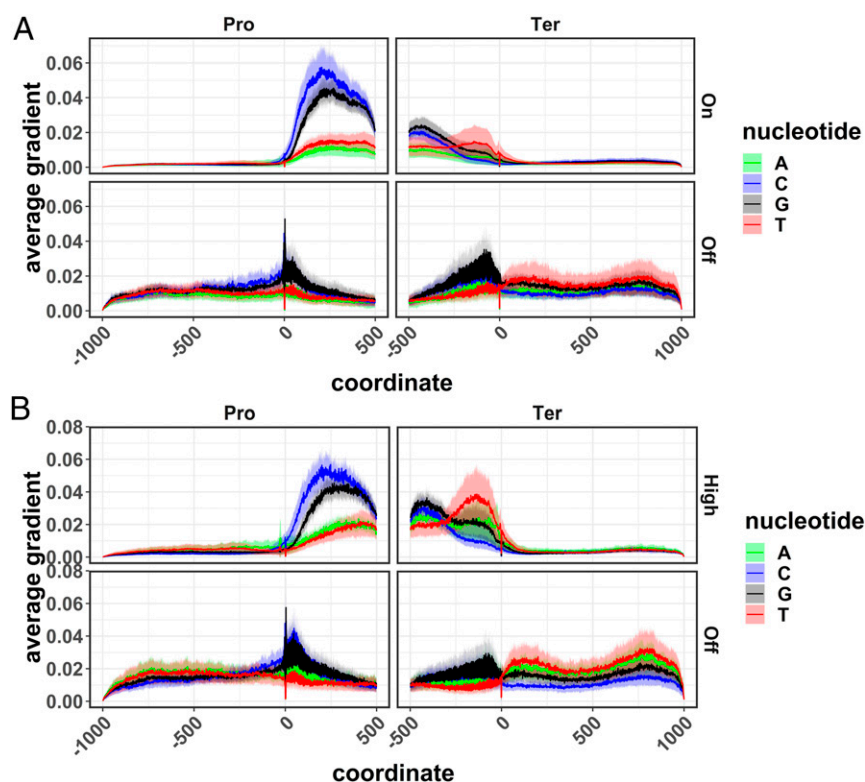 A
Pro Ter
average gradient
0.06
0.04
0.02
0.00
On
0.06
0.04
0.02
0.00
Off
-1000 -500 0 500 -500 0 500 1000
coordinate
nucleotide
A
C
G
T
B
Pro Ter
average gradient
0.08
0.06
0.04
0.02
0.00
High
0.08
0.06
0.04
0.02
0.00
Off
-1000 -500 0 500 -500 0 500 1000
coordinate
nucleotide
A
C
G
T